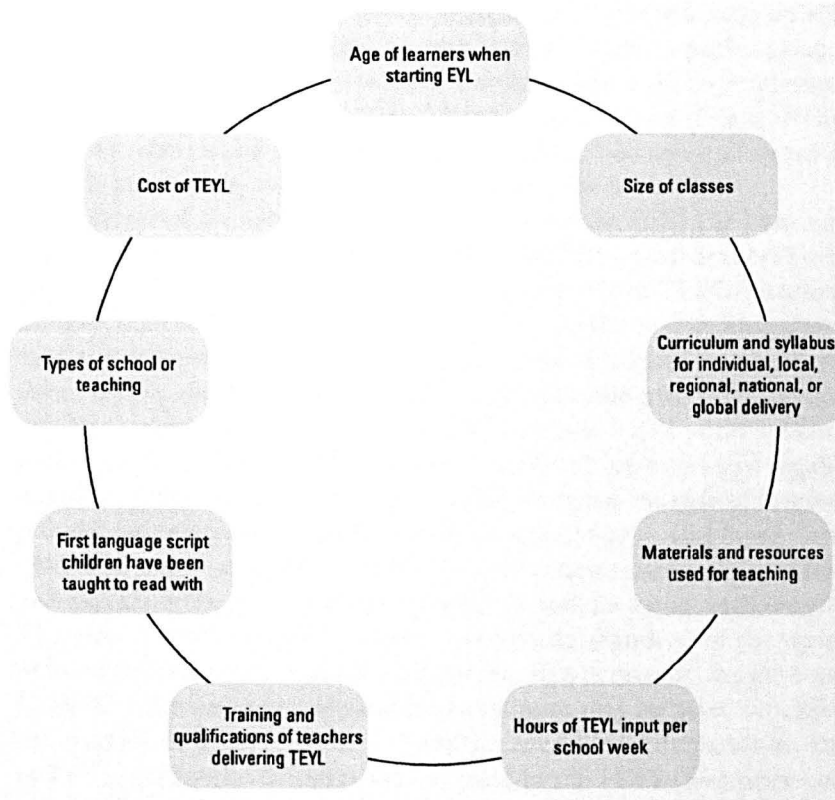 Age of learners when
starting EYL
Size of classes
Curriculum and syllabus
for individual, local,
regional, national, or
global delivery
Materials and resources
used for teaching
Hours of TEYL input per
school week
Training and
qualifications of teachers
delivering TEYL
First language script
children have been
taught to read with
Types of school or
teaching
Cost of TEYL